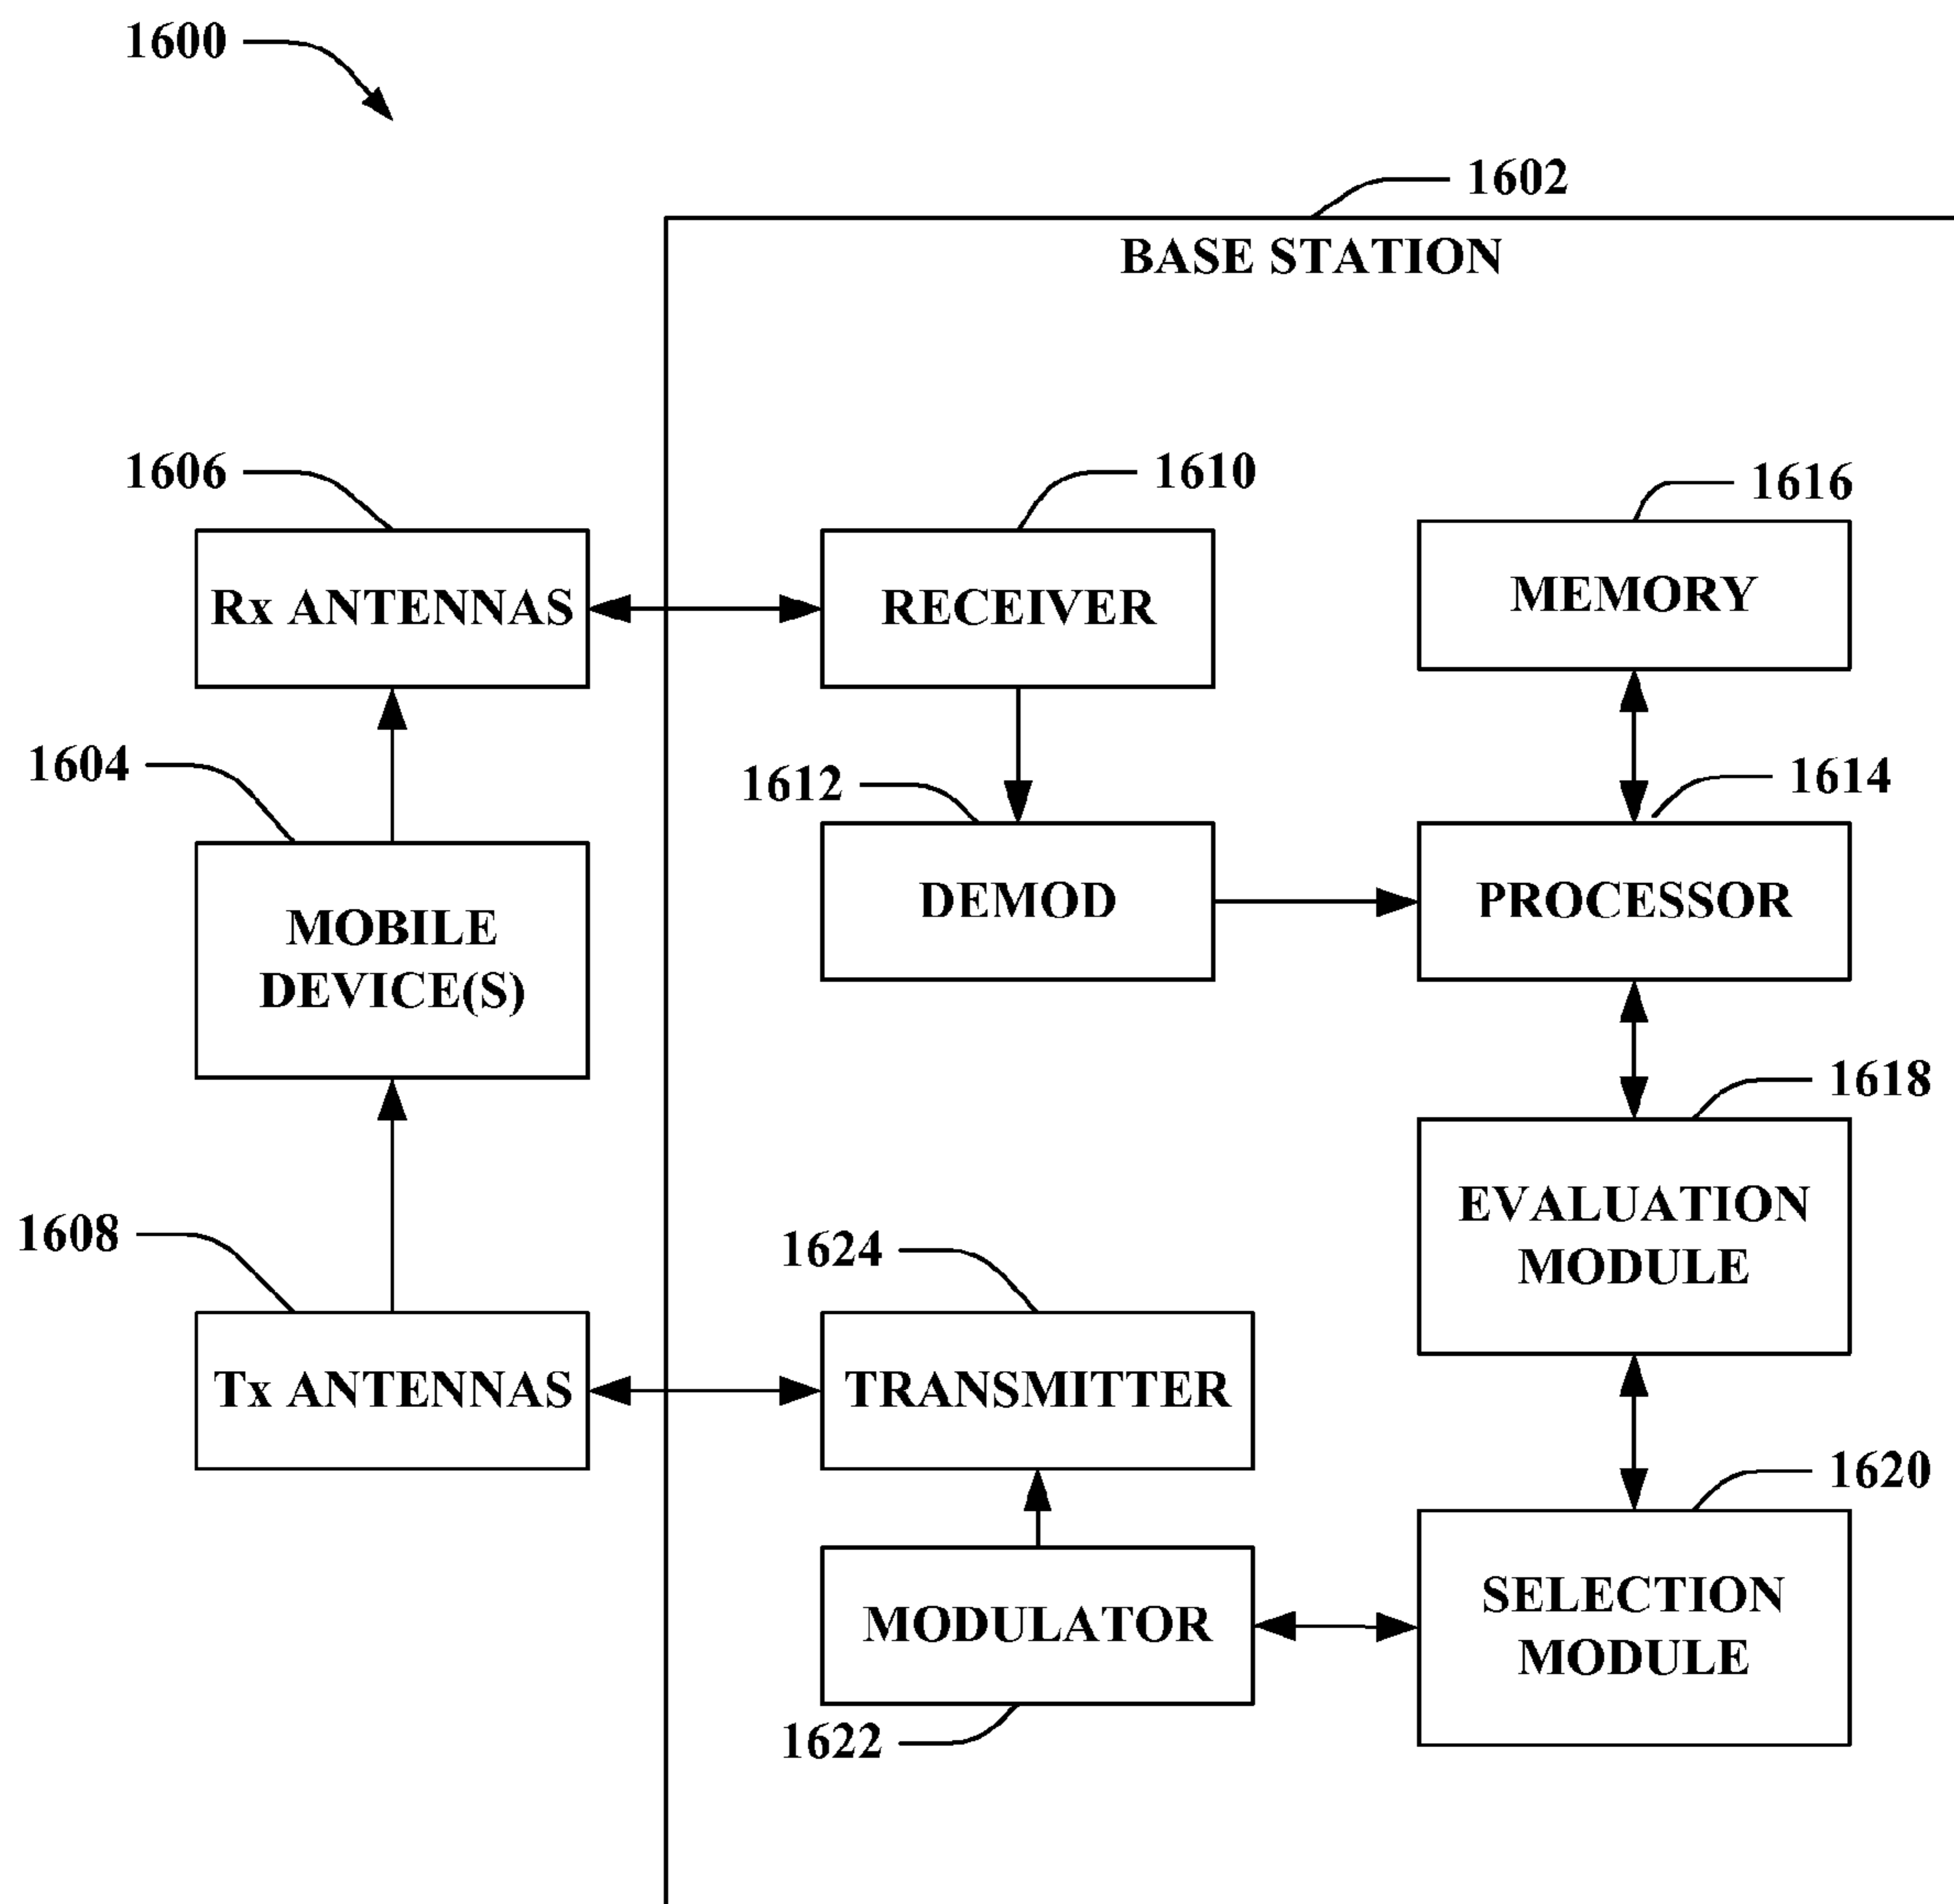 1600
1602
BASE STATION
1606
1610
1616
Rx ANTENNAS
RECEIVER
MEMORY
1604
1612
1614
MOBILE
DEVICE(S)
DEMOD
PROCESSOR
1618
1608
1624
EVALUATION
MODULE
Tx ANTENNAS
TRANSMITTER
1620
MODULATOR
SELECTION
MODULE
1622